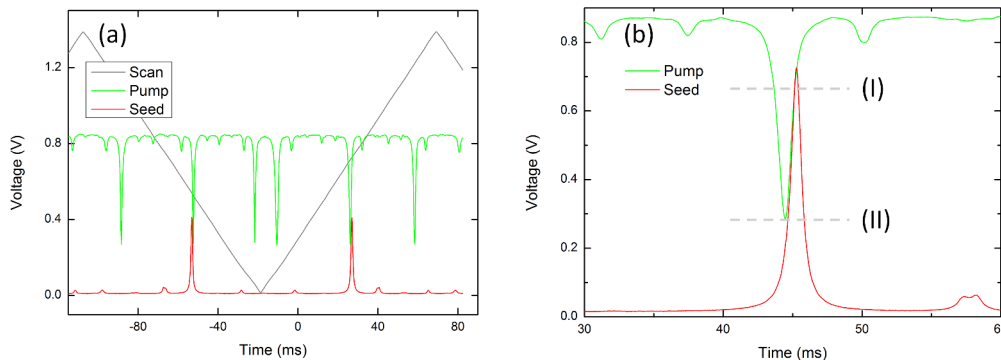 (a)
Scan
Pump
Seed
1.2
0.8
0.4
0.0
Voltage (V)
-80
-40
0
40
80
Time (ms)
(b)
Pump
Seed
(I)
(II)
0.8
0.6
0.4
0.2
0.0
Voltage (V)
30
40
50
Time (ms)